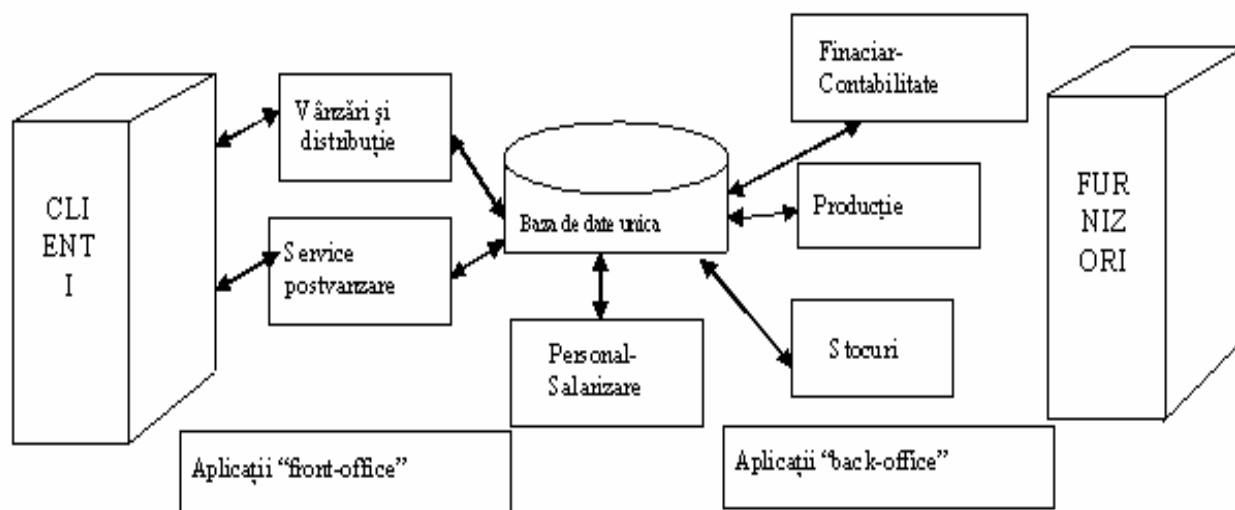 CLI
ENT
I
Vânzări şi
distribuţie
Service
postvanzare
Baza de date unica
Personal-
Salarizare
Finaciar-
Contabilitate
Producţie
Stocuri
FUR
NIZ
ORI
Aplicaţii “front-office”
Aplicaţii “back-office”